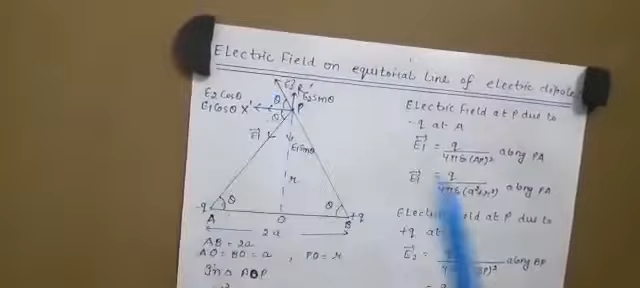 Electric Field on equitorial line of electric dipole
E2 R'
E2 cosθ
θ
E2 sinθ
E1 cosθ X'
P
θ
E1
E1 sinθ
r
-q
θ
θ
+q
A
O
B
2a
AB = 2a
AO = BO = a , PO = r
In Δ AOP
Electric Field at P due to
-q at A
E1 = q / 4πε0 (AP)² along PA
E1 = q / 4πε0 (a²+r²) along PA
Electric Field at P due to
+q at
E2 = along BP